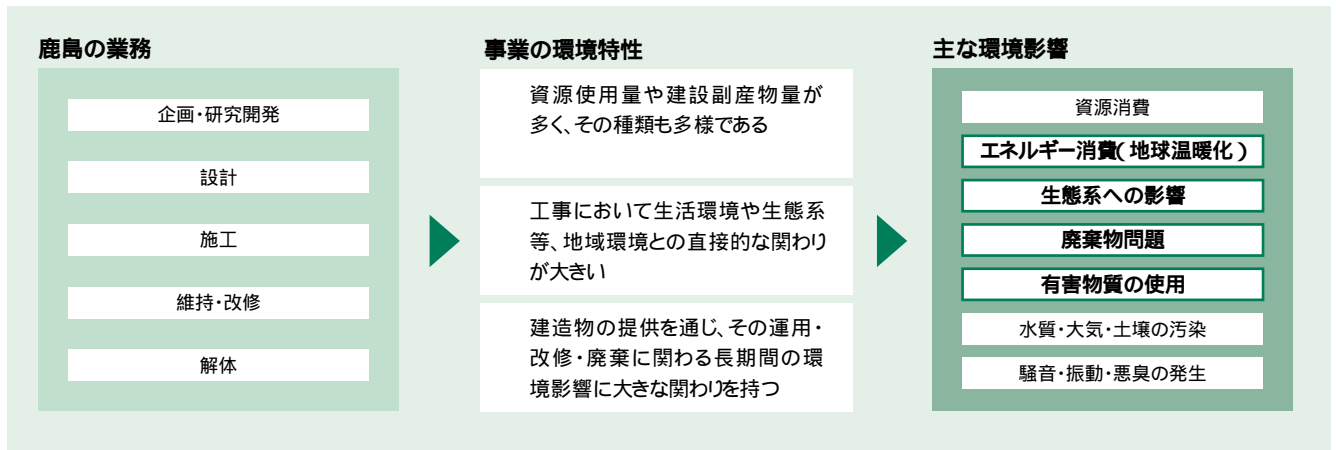 鹿島の業務
企画・研究開発
設計
施工
維持・改修
解体
事業の環境特性
資源使用量や建設副産物量が
多く、その種類も多様である
工事において生活環境や生態系
等、地域環境との直接的な関わり
が大きい
建造物の提供を通じ、その運用・
改修・廃棄に関わる長期間の環
境影響に大きな関わりを持つ
主な環境影響
資源消費
エネルギー消費(地球温暖化)
生態系への影響
廃棄物問題
有害物質の使用
水質・大気・土壌の汚染
騒音・振動・悪臭の発生